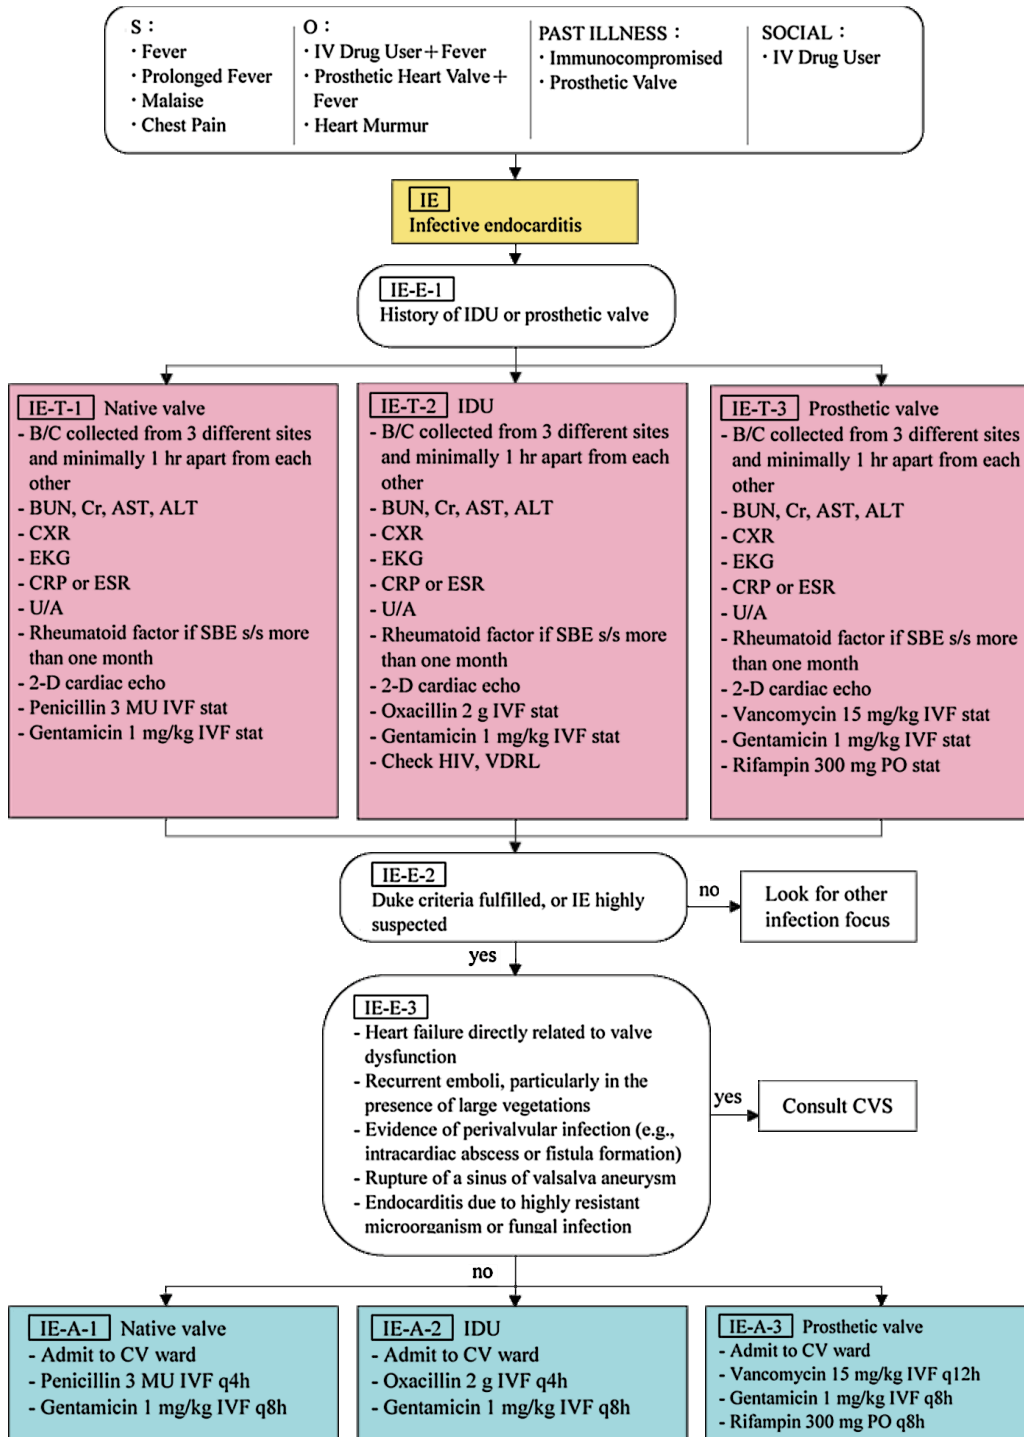 S：
· Fever
· Prolonged Fever
· Malaise
· Chest Pain
O：
· IV Drug User＋Fever
· Prosthetic Heart Valve＋
Fever
· Heart Murmur
PAST ILLNESS：
· Immunocompromised
· Prosthetic Valve
SOCIAL：
· IV Drug User
IE
Infective endocarditis
IE-E-1
History of IDU or prosthetic valve
IE-T-1 Native valve
- B/C collected from 3 different sites
and minimally 1 hr apart from each
other
- BUN, Cr, AST, ALT
- CXR
- EKG
- CRP or ESR
- U/A
- Rheumatoid factor if SBE s/s more
than one month
- 2-D cardiac echo
- Penicillin 3 MU IVF stat
- Gentamicin 1 mg/kg IVF stat
IE-T-2 IDU
- B/C collected from 3 different sites
and minimally 1 hr apart from each
other
- BUN, Cr, AST, ALT
- CXR
- EKG
- CRP or ESR
- U/A
- Rheumatoid factor if SBE s/s more
than one month
- 2-D cardiac echo
- Oxacillin 2 g IVF stat
- Gentamicin 1 mg/kg IVF stat
- Check HIV, VDRL
IE-T-3 Prosthetic valve
- B/C collected from 3 different sites
and minimally 1 hr apart from each
other
- BUN, Cr, AST, ALT
- CXR
- EKG
- CRP or ESR
- U/A
- Rheumatoid factor if SBE s/s more
than one month
- 2-D cardiac echo
- Vancomycin 15 mg/kg IVF stat
- Gentamicin 1 mg/kg IVF stat
- Rifampin 300 mg PO stat
IE-E-2
Duke criteria fulfilled, or IE highly
suspected
no
Look for other
infection focus
yes
IE-E-3
- Heart failure directly related to valve
dysfunction
- Recurrent emboli, particularly in the
presence of large vegetations
- Evidence of perivalvular infection (e.g.,
intracardiac abscess or fistula formation)
- Rupture of a sinus of valsalva aneurysm
- Endocarditis due to highly resistant
microorganism or fungal infection
yes
Consult CVS
no
IE-A-1 Native valve
- Admit to CV ward
- Penicillin 3 MU IVF q4h
- Gentamicin 1 mg/kg IVF q8h
IE-A-2 IDU
- Admit to CV ward
- Oxacillin 2 g IVF q4h
- Gentamicin 1 mg/kg IVF q8h
IE-A-3 Prosthetic valve
- Admit to CV ward
- Vancomycin 15 mg/kg IVF q12h
- Gentamicin 1 mg/kg IVF q8h
- Rifampin 300 mg PO q8h